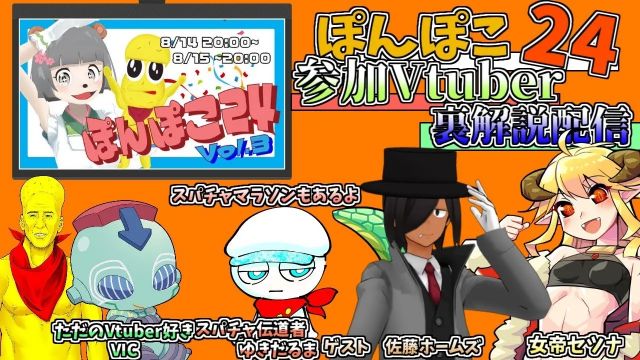 8/14 20:00~
8/15 ~20:00
ぽんぽこ24
Vol.3
ぽんぽこ24
参加Vtuber
裏解説配信
スパチャマラソンもあるよ
ただのVtuber好き
VIC
スパチャ伝道者
ゆきだるま
ゲスト 佐藤ホームズ
女帝セツナ